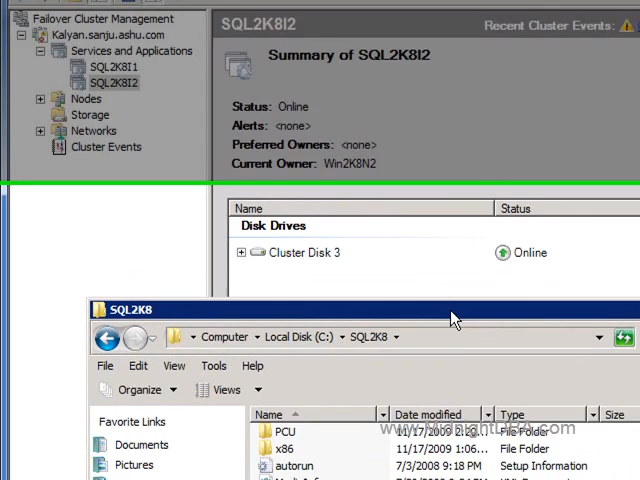 Failover Cluster Management
Kalyan.sanju.ashu.com
Services and Applications
SQL2K8I1
SQL2K8I2
Nodes
Storage
Networks
Cluster Events
SQL2K8I2
Recent Cluster Events:
Summary of SQL2K8I2
Status: Online
Alerts: <none>
Preferred Owners: <none>
Current Owner: Win2K8N2
Name Status
Disk Drives
Cluster Disk 3 Online
SQL2K8
Computer Local Disk (C:) SQL2K8
File Edit View Tools Help
Organize Views
Favorite Links
Documents
Pictures
Name Date modified Type Size
PCU 11/17/2009 2:20... File Folder
www.MidnightDBA.com
x86 11/17/2009 1:06... File Folder
autorun 7/3/2008 9:18 PM Setup Information